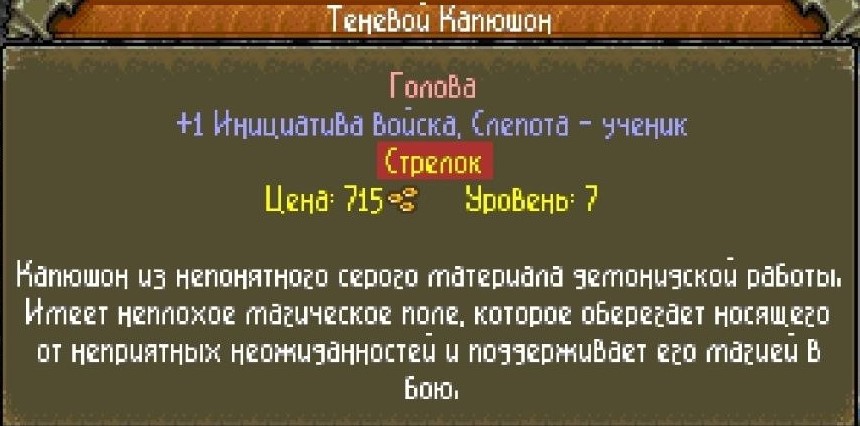 Теневой Капюшон
Голова
+1 Инициатива Войска, Слепота - ученик
Стрелок
Цена: 715 Уровень: 7
Капюшон из непонятного серого материала демонидской работы.
Имеет неплохое магическое поле, которое оберегает носящего
от неприятных неожиданностей и поддерживает его магией в
бою.